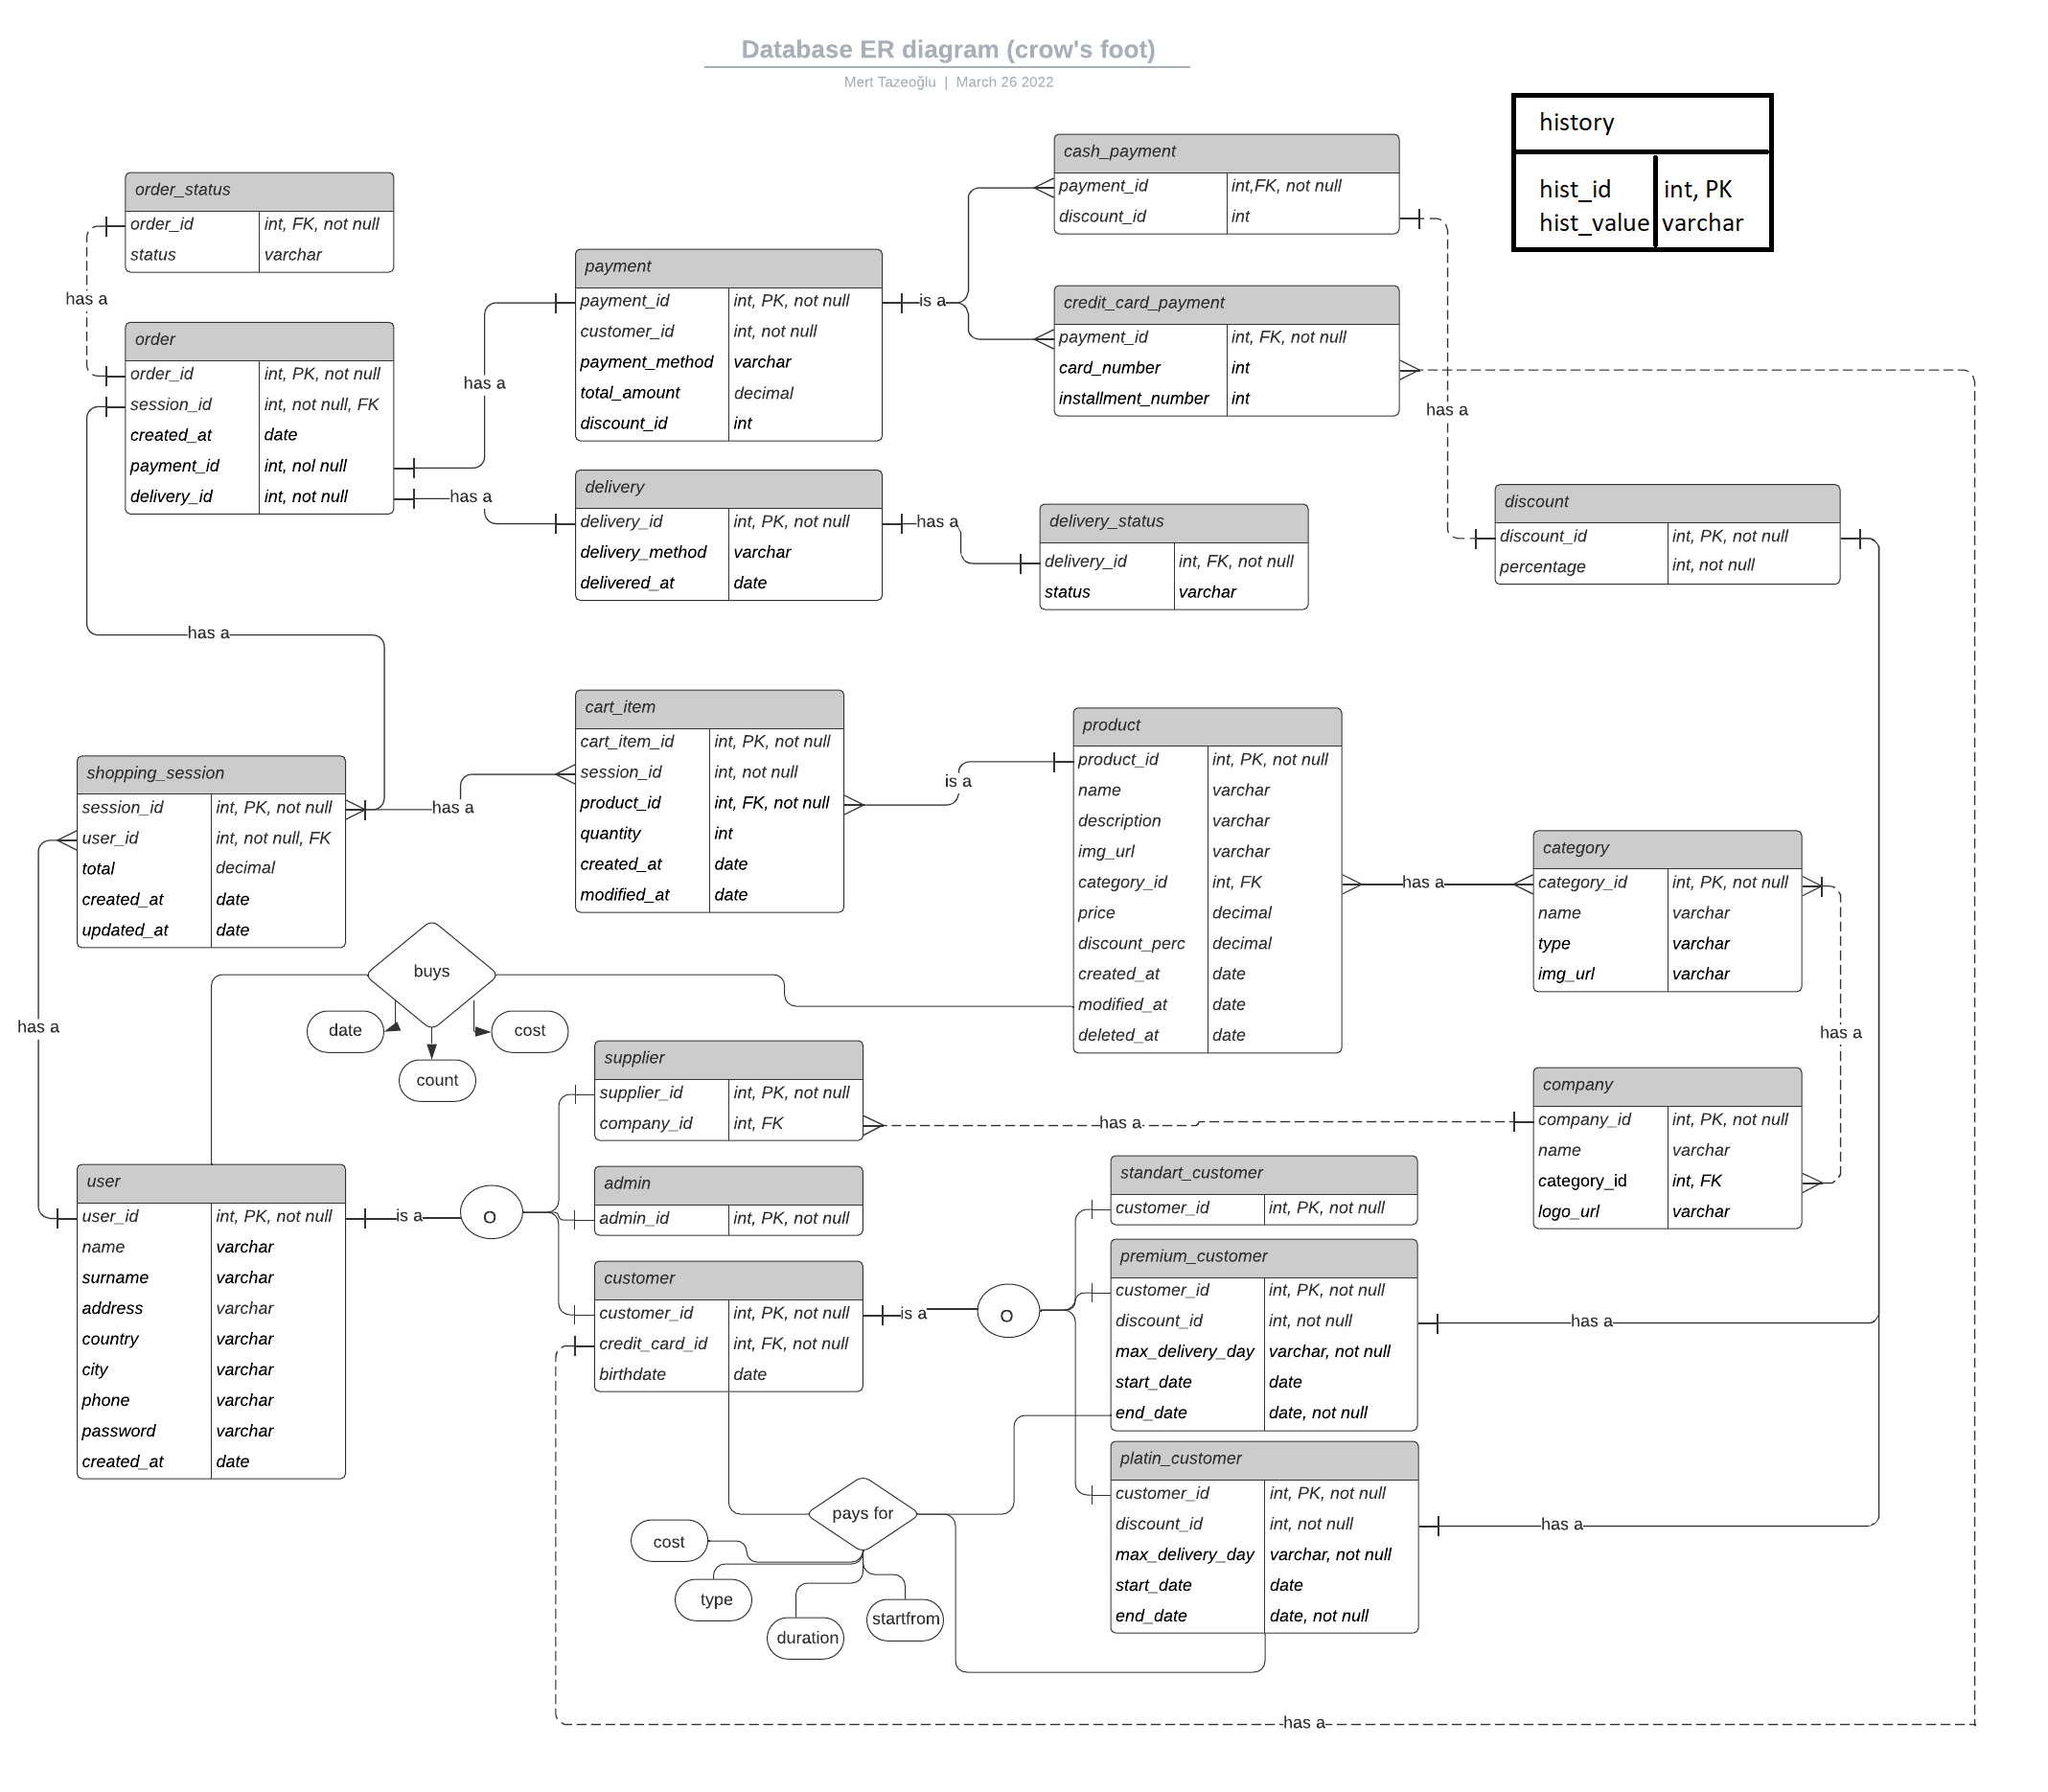 Database ER diagram (crow's foot)
Mert Tazeoğlu | March 26 2022
history
hist_id int, PK
hist_value varchar
cash_payment
payment_id int,FK, not null
discount_id int
order_status
order_id int, FK, not null
status varchar
has a
payment
payment_id int, PK, not null
customer_id int, not null
payment_method varchar
total_amount decimal
discount_id int
is a
credit_card_payment
payment_id int, FK, not null
card_number int
installment_number int
has a
order
order_id int, PK, not null
session_id int, not null, FK
created_at date
payment_id int, nol null
delivery_id int, not null
has a
has a
delivery
delivery_id int, PK, not null
delivery_method varchar
delivered_at date
has a
delivery_status
delivery_id int, FK, not null
status varchar
discount
discount_id int, PK, not null
percentage int, not null
has a
cart_item
cart_item_id int, PK, not null
session_id int, not null
product_id int, FK, not null
quantity int
created_at date
modified_at date
is a
product
product_id int, PK, not null
name varchar
description varchar
img_url varchar
category_id int, FK
price decimal
discount_perc decimal
created_at date
modified_at date
deleted_at date
shopping_session
session_id int, PK, not null
user_id int, not null, FK
total decimal
created_at date
updated_at date
has a
has a
category
category_id int, PK, not null
name varchar
type varchar
img_url varchar
has a
buys
date
count
cost
has a
supplier
supplier_id int, PK, not null
company_id int, FK
has a
company
company_id int, PK, not null
name varchar
category_id int, FK
logo_url varchar
user
user_id int, PK, not null
name varchar
surname varchar
address varchar
country varchar
city varchar
phone varchar
password varchar
created_at date
is a
O
admin
admin_id int, PK, not null
customer
customer_id int, PK, not null
credit_card_id int, FK, not null
birthdate date
is a
O
standart_customer
customer_id int, PK, not null
premium_customer
customer_id int, PK, not null
discount_id int, not null
max_delivery_day varchar, not null
start_date date
end_date date, not null
has a
platin_customer
customer_id int, PK, not null
discount_id int, not null
max_delivery_day varchar, not null
start_date date
end_date date, not null
has a
pays for
cost
type
duration
startfrom
has a